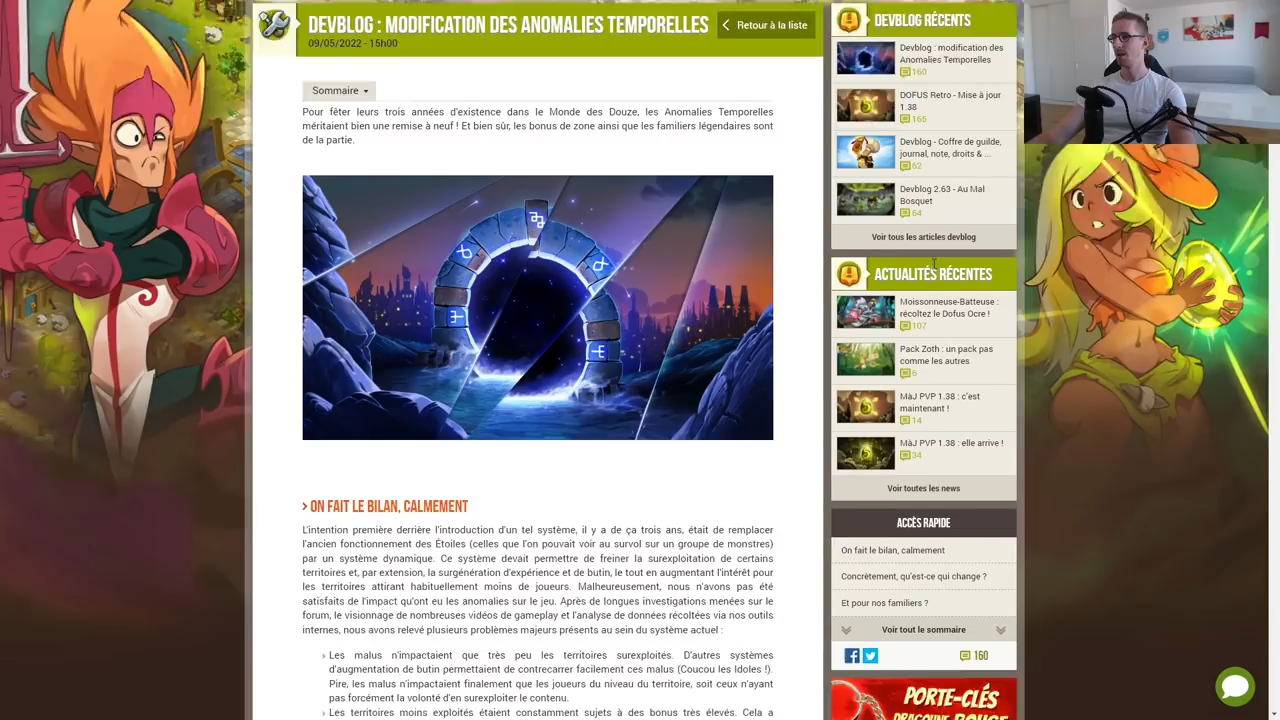 DEVBLOG : MODIFICATION DES ANOMALIES TEMPORELLES
09/05/2022 - 15h00
Retour à la liste
Sommaire
Pour fêter leurs trois années d'existence dans le Monde des Douze, les Anomalies Temporelles
méritaient bien une remise à neuf ! Et bien sûr, les bonus de zone ainsi que les familiers légendaires sont
de la partie.
ON FAIT LE BILAN, CALMEMENT
L'intention première derrière l'introduction d'un tel système, il y a de ça trois ans, était de remplacer
l'ancien fonctionnement des Étoiles (celles que l'on pouvait voir au survol sur un groupe de monstres)
par un système dynamique. Ce système devait permettre de freiner la surexploitation de certains
territoires et, par extension, la surgénération d'expérience et de butin, le tout en augmentant l'intérêt pour
les territoires attirant habituellement moins de joueurs. Malheureusement, nous n'avons pas été
satisfaits de l'impact qu'ont eu les anomalies sur le jeu. Après de longues investigations menées sur le
forum, le visionnage de nombreuses vidéos de gameplay et l'analyse de données récoltées via nos outils
internes, nous avons relevé plusieurs problèmes majeurs présents au sein du système actuel :
Les malus n'impactaient que très peu les territoires surexploités. D'autres systèmes
d'augmentation de butin permettaient de contrecarrer facilement ces malus (Coucou les Idoles !).
Pire, les malus n'impactaient finalement que les joueurs du niveau du territoire, soit ceux n'ayant
pas forcément la volonté d'en surexploiter le contenu.
Les territoires moins exploités étaient constamment sujets à des bonus très élevés. Cela a
DEVBLOG RÉCENTS
Devblog : modification des
Anomalies Temporelles
160
DOFUS Retro - Mise à jour
1.38
165
Devblog - Coffre de guilde,
journal, note, droits & ...
62
Devblog 2.63 - Au Mal
Bosquet
64
Voir tous les articles devblog
ACTUALITÉS RÉCENTES
Moissonneuse-Batteuse :
récoltez le Dofus Ocre !
107
Pack Zoth : un pack pas
comme les autres
6
MàJ PVP 1.38 : c'est
maintenant !
14
MàJ PVP 1.38 : elle arrive !
34
Voir toutes les news
ACCÈS RAPIDE
On fait le bilan, calmement
Concrètement, qu'est-ce qui change ?
Et pour nos familiers ?
Voir tout le sommaire
160
PORTE-CLÉS
DRAGODINDE ROUSSE